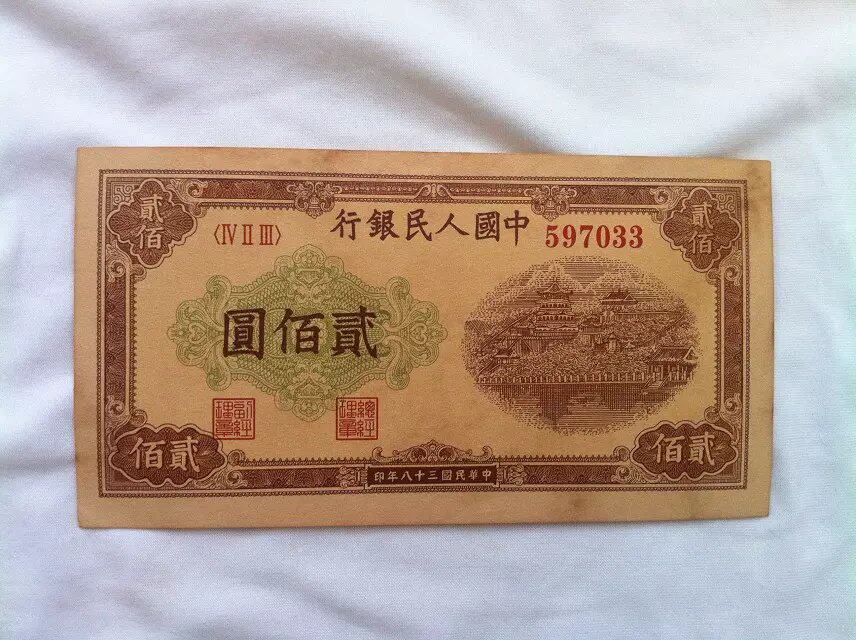 貳佰
貳佰
中國人民銀行
〈IV II III〉
597033
貳佰圓
總經理章
副經理章
貳佰
貳佰
中華民國三十八年印